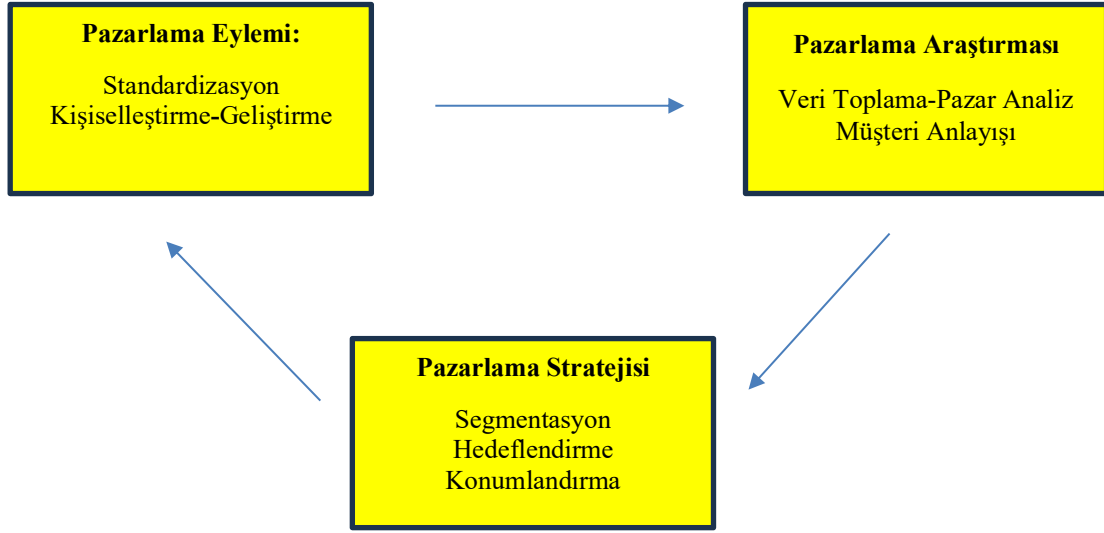 Pazarlama Eylemi:
Standardizasyon
Kişiselleştirme-Geliştirme
Pazarlama Araştırması
Veri Toplama-Pazar Analiz
Müşteri Anlayışı
Pazarlama Stratejisi
Segmentasyon
Hedeflendirme
Konumlandırma